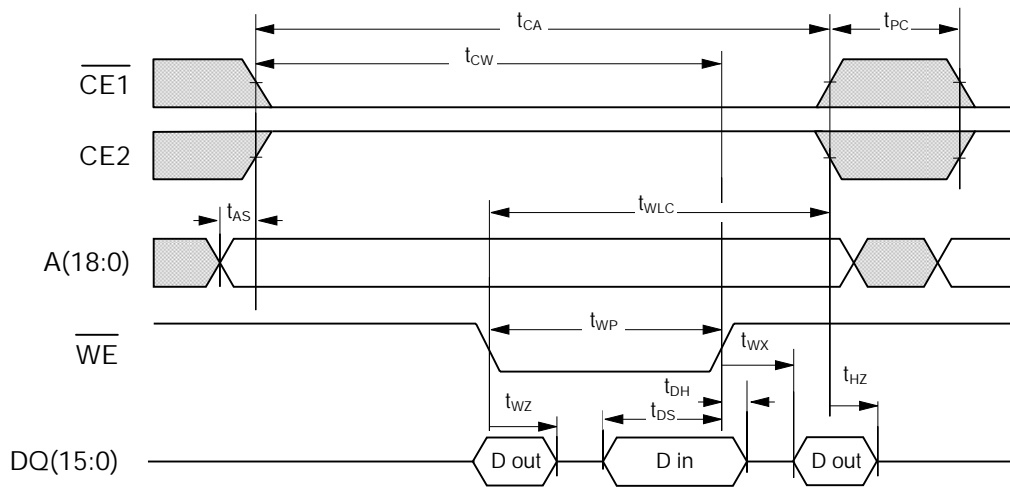 tCA
tPC
tCW
CE1
CE2
tAS
tWLC
A(18:0)
tWP
WE
tWX
tHZ
tDH
tWZ
tDS
DQ(15:0)
D out
D in
D out